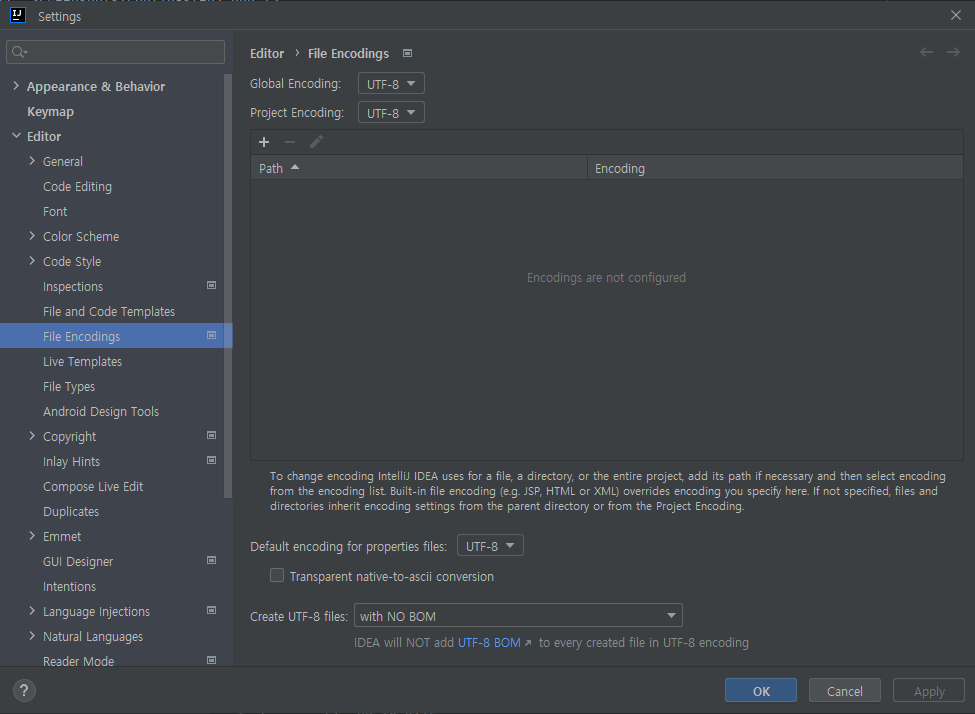 IJ
Settings
Editor › File Encodings
Global Encoding: UTF-8
Project Encoding: UTF-8
Path Encoding
Encodings are not configured
To change encoding IntelliJ IDEA uses for a file, a directory, or the entire project, add its path if necessary and then select encoding
from the encoding list. Built-in file encoding (e.g. JSP, HTML or XML) overrides encoding you specify here. If not specified, files and
directories inherit encoding settings from the parent directory or from the Project Encoding.
Default encoding for properties files: UTF-8
Transparent native-to-ascii conversion
Create UTF-8 files: with NO BOM
IDEA will NOT add UTF-8 BOM ↗ to every created file in UTF-8 encoding
Appearance & Behavior
Keymap
Editor
General
Code Editing
Font
Color Scheme
Code Style
Inspections
File and Code Templates
File Encodings
Live Templates
File Types
Android Design Tools
Copyright
Inlay Hints
Compose Live Edit
Duplicates
Emmet
GUI Designer
Intentions
Language Injections
Natural Languages
Reader Mode
?
OK
Cancel
Apply